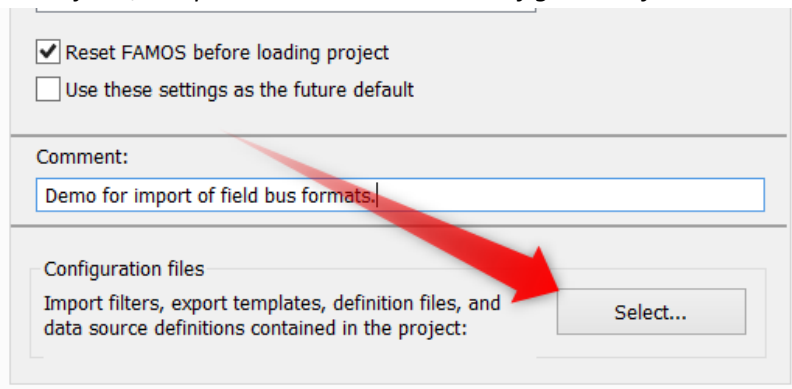 Reset FAMOS before loading project
Use these settings as the future default
Comment:
Demo for import of field bus formats.
Configuration files
Import filters, export templates, definition files, and
data source definitions contained in the project:
Select...